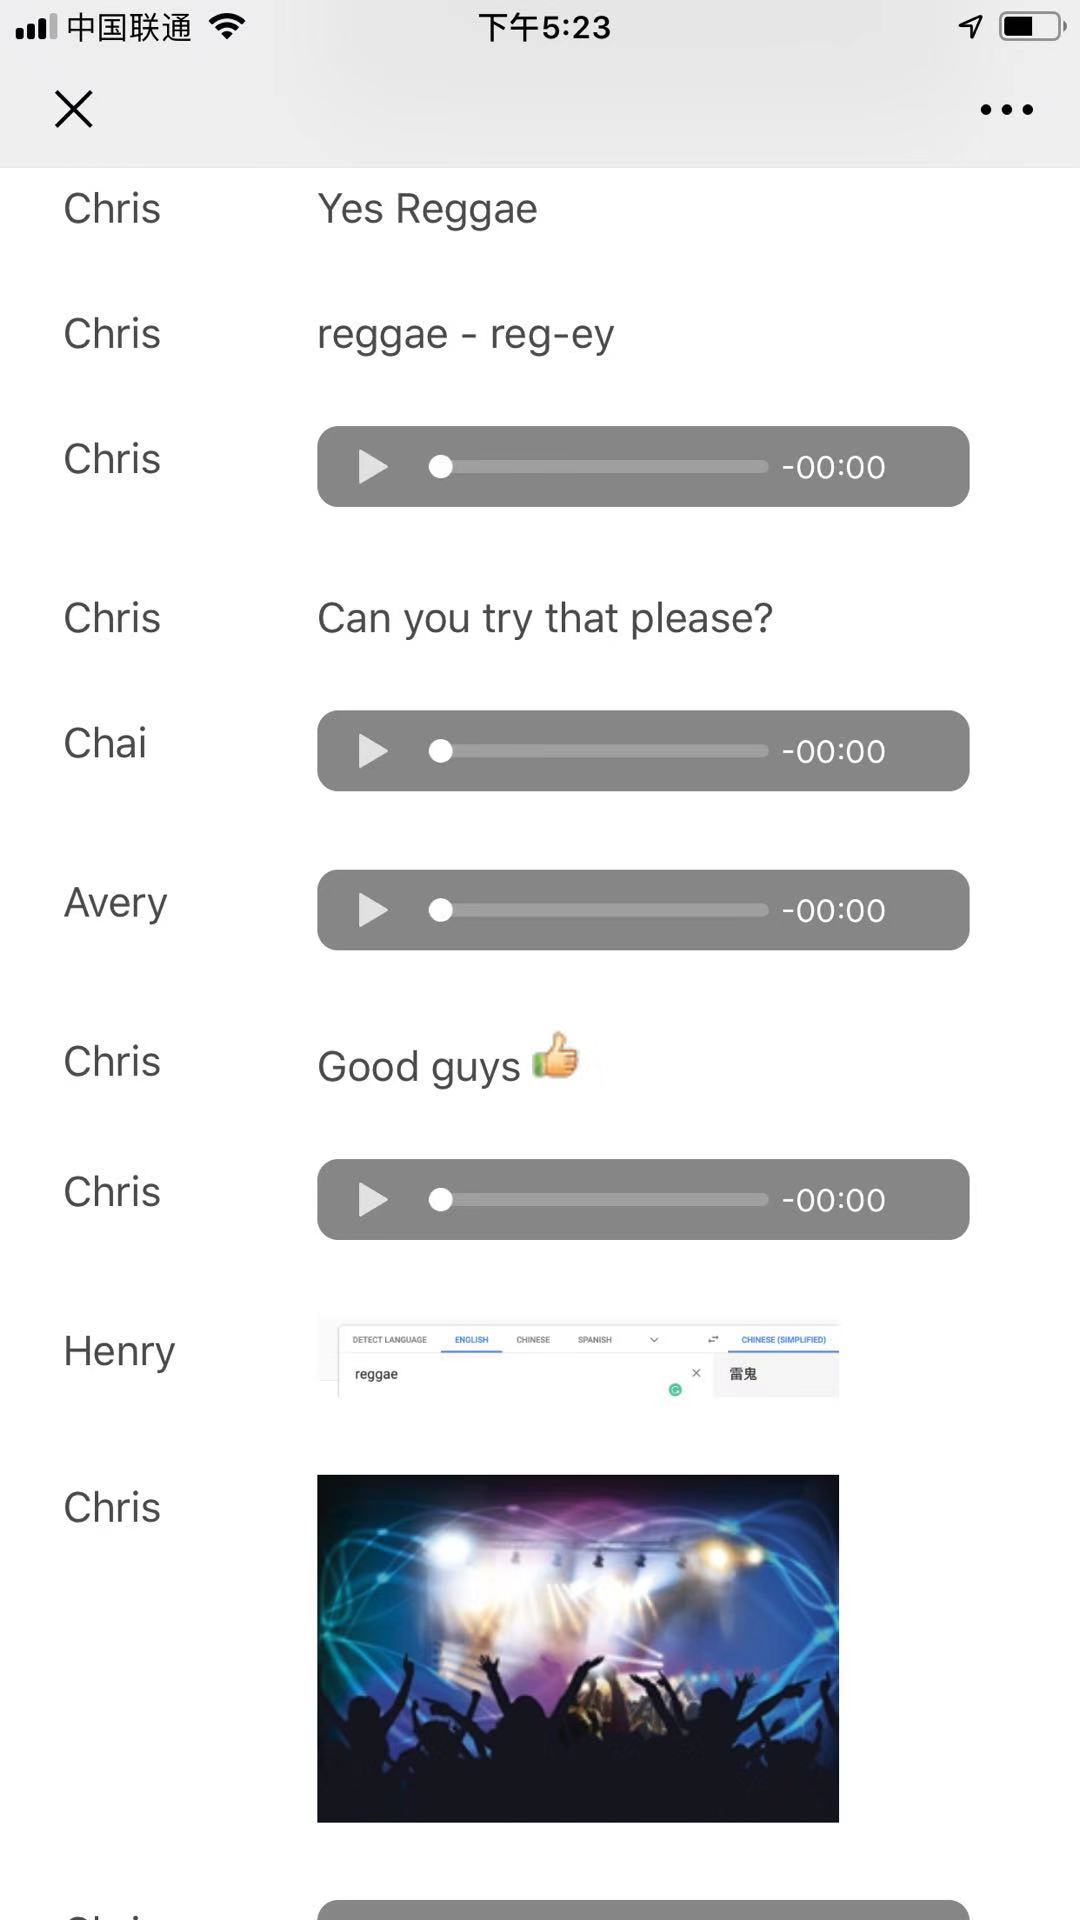 中国联通 下午5:23
Chris Yes Reggae
Chris reggae - reg-ey
Chris -00:00
Chris Can you try that please?
Chai -00:00
Avery -00:00
Chris Good guys 👍
Chris -00:00
Henry
DETECT LANGUAGE ENGLISH CHINESE SPANISH CHINESE (SIMPLIFIED)
reggae 雷鬼
Chris